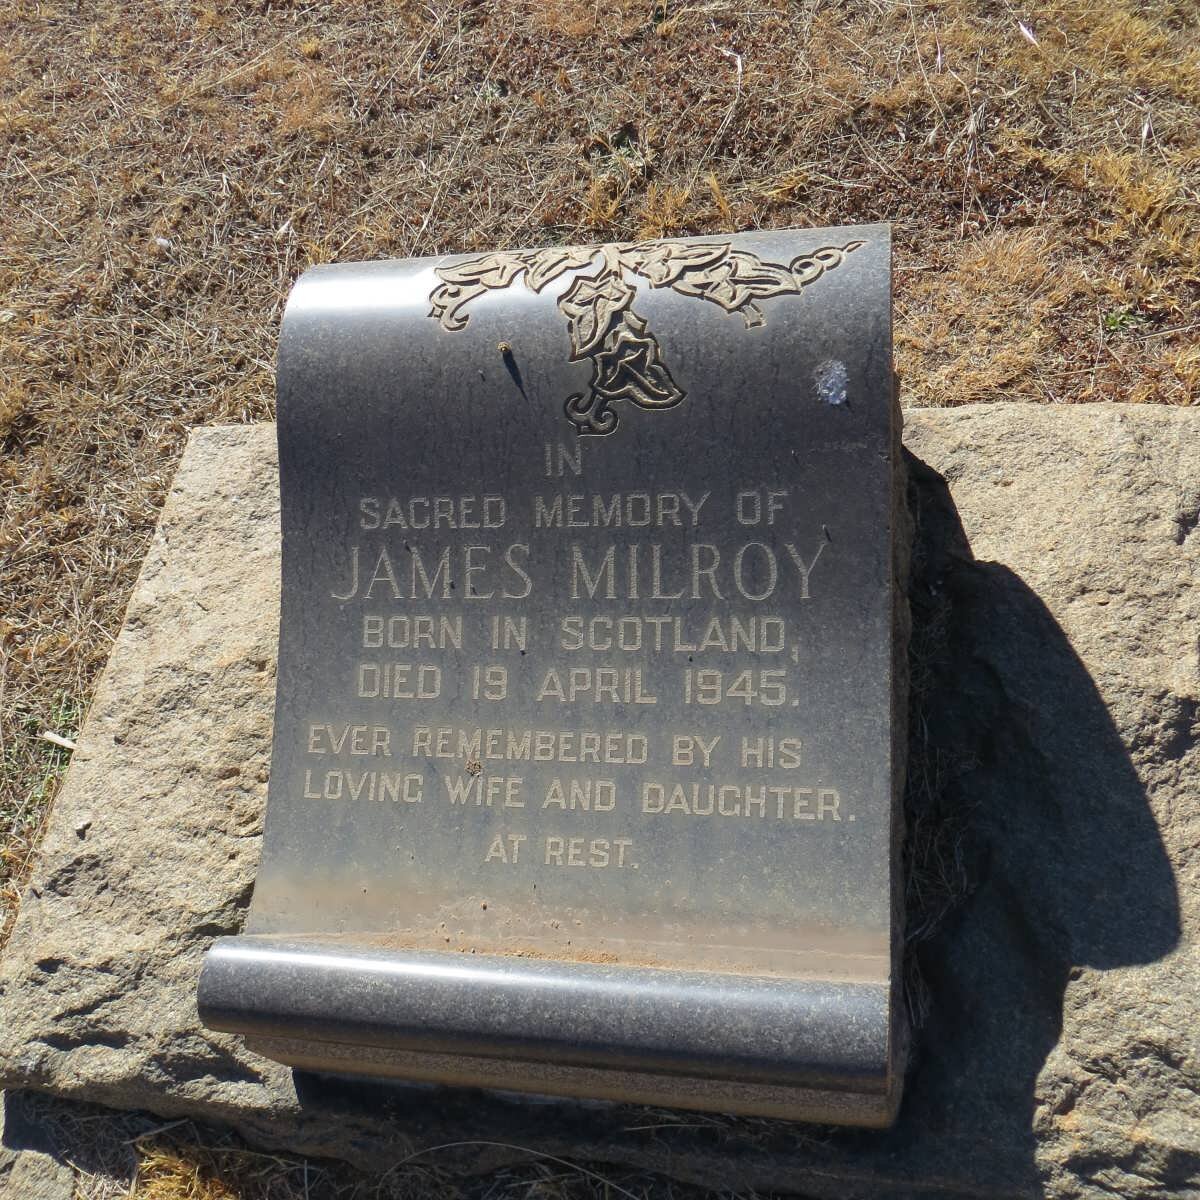 IN
SACRED MEMORY OF
JAMES MILROY
BORN IN SCOTLAND,
DIED 19 APRIL 1945.
EVER REMEMBERED BY HIS
LOVING WIFE AND DAUGHTER.
AT REST.